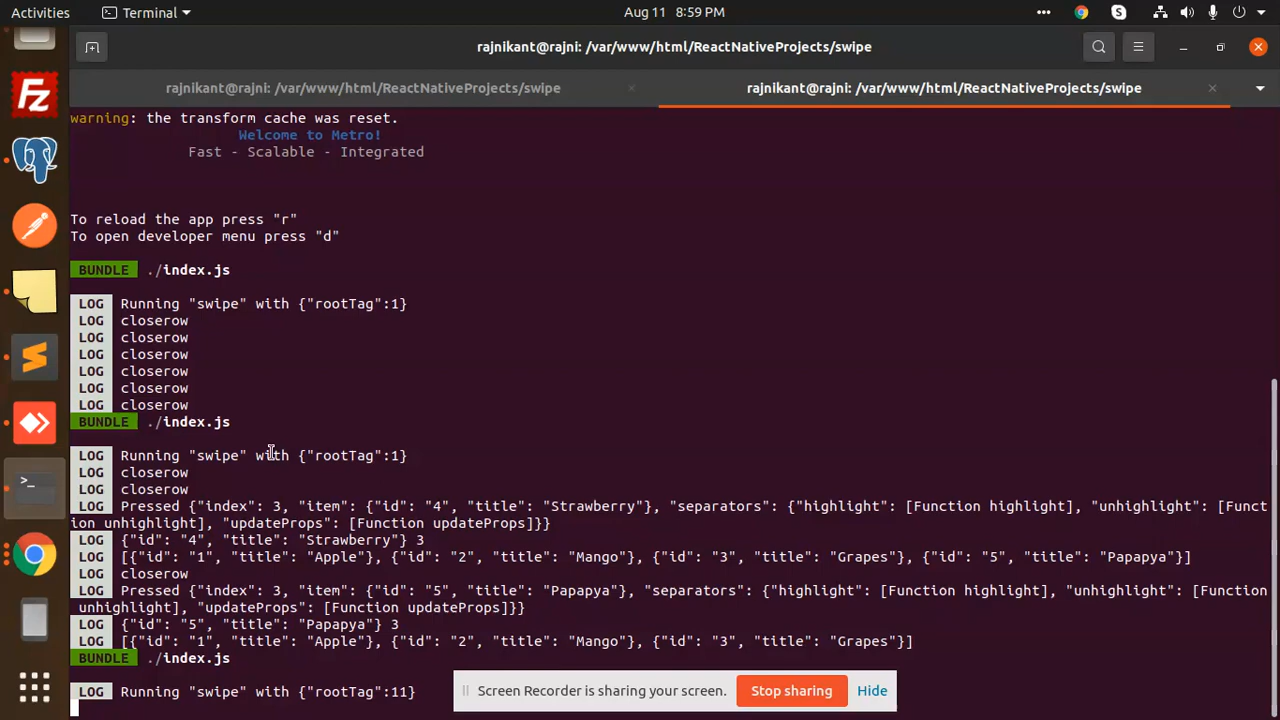 Activities
Terminal
Aug 11 8:59 PM
rajnikant@rajni: /var/www/html/ReactNativeProjects/swipe
rajnikant@rajni: /var/www/html/ReactNativeProjects/swipe
rajnikant@rajni: /var/www/html/ReactNativeProjects/swipe
warning: the transform cache was reset.
Welcome to Metro!
Fast - Scalable - Integrated
To reload the app press "r"
To open developer menu press "d"
BUNDLE ./index.js
LOG Running "swipe" with {"rootTag":1}
LOG closerow
LOG closerow
LOG closerow
LOG closerow
LOG closerow
LOG closerow
BUNDLE ./index.js
LOG Running "swipe" with {"rootTag":1}
LOG closerow
LOG closerow
LOG Pressed {"index": 3, "item": {"id": "4", "title": "Strawberry"}, "separators": {"highlight": [Function highlight], "unhighlight": [Funct
ion unhighlight], "updateProps": [Function updateProps]}}
LOG {"id": "4", "title": "Strawberry"} 3
LOG [{"id": "1", "title": "Apple"}, {"id": "2", "title": "Mango"}, {"id": "3", "title": "Grapes"}, {"id": "5", "title": "Papapya"}]
LOG closerow
LOG Pressed {"index": 3, "item": {"id": "5", "title": "Papapya"}, "separators": {"highlight": [Function highlight], "unhighlight": [Function
unhighlight], "updateProps": [Function updateProps]}}
LOG {"id": "5", "title": "Papapya"} 3
LOG [{"id": "1", "title": "Apple"}, {"id": "2", "title": "Mango"}, {"id": "3", "title": "Grapes"}]
BUNDLE ./index.js
LOG Running "swipe" with {"rootTag":11}
Screen Recorder is sharing your screen.
Stop sharing
Hide